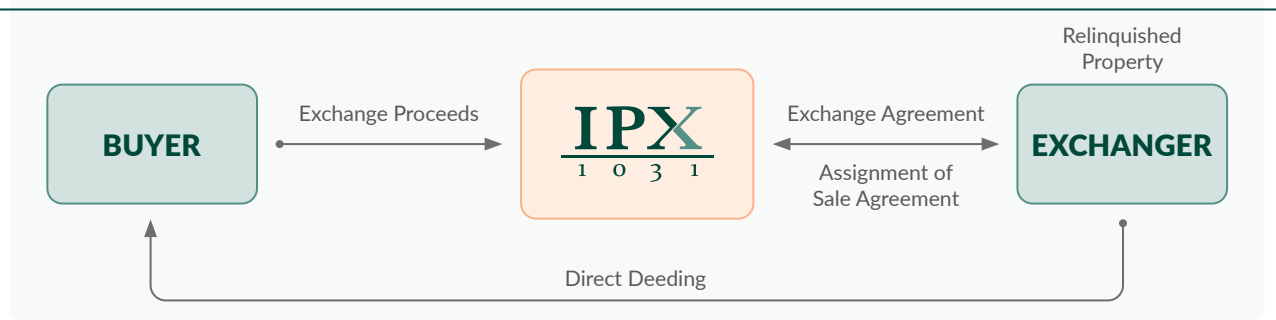 Relinquished
Property
BUYER
Exchange Proceeds
IPX
1031
Exchange Agreement
Assignment of
Sale Agreement
EXCHANGER
Direct Deeding